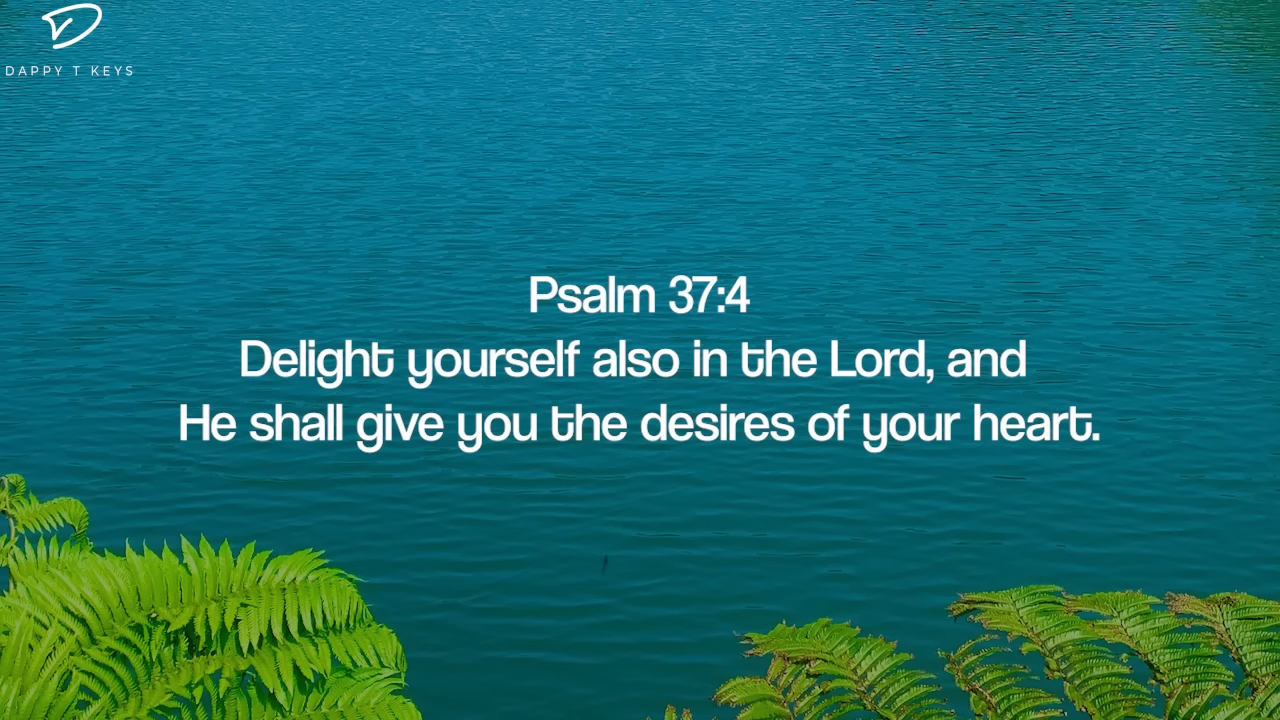 DAPPY T KEYS
Psalm 37:4
Delight yourself also in the Lord, and
He shall give you the desires of your heart.